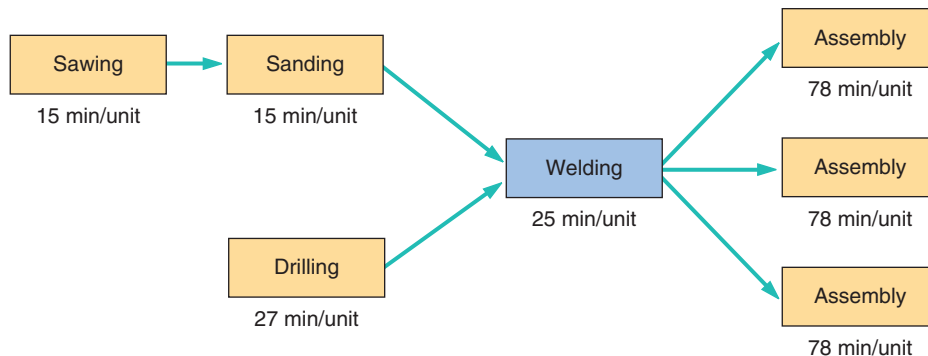 Sawing
15 min/unit
Sanding
15 min/unit
Drilling
27 min/unit
Welding
25 min/unit
Assembly
78 min/unit
Assembly
78 min/unit
Assembly
78 min/unit